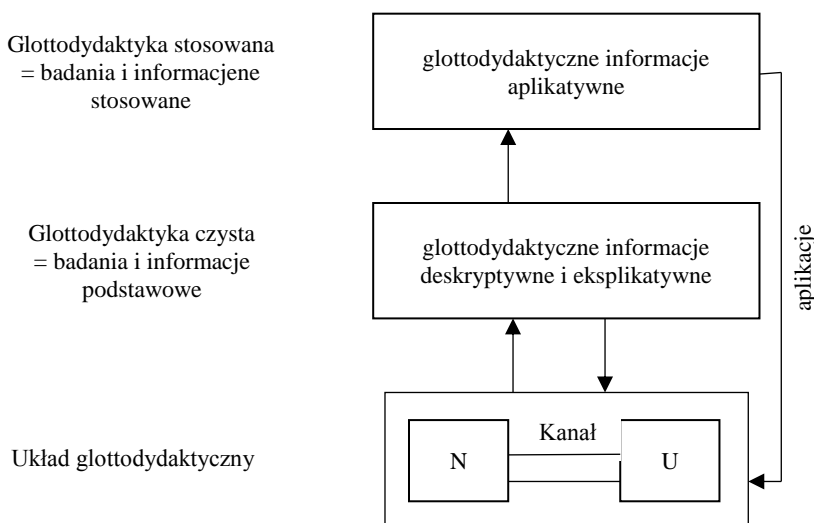 Glottodydaktyka stosowana
= badania i informacjene
stosowane
glottodydaktyczne informacje
aplikatywne
Glottodydaktyka czysta
= badania i informacje
podstawowe
glottodydaktyczne informacje
deskryptywne i eksplikatywne
aplikacje
Układ glottodydaktyczny
N
Kanał
U